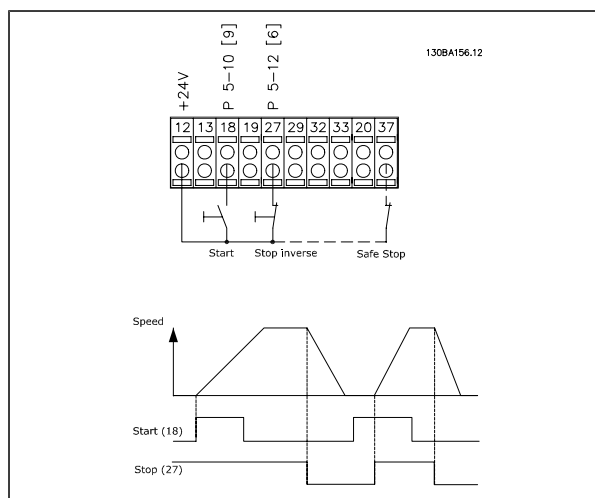 130BA156.12
+24V
P 5-10 [9]
P 5-12 [6]
12 13 18 19 27 29 32 33 20 37
Start
Stop inverse
Safe Stop
Speed
Start (18)
Stop (27)